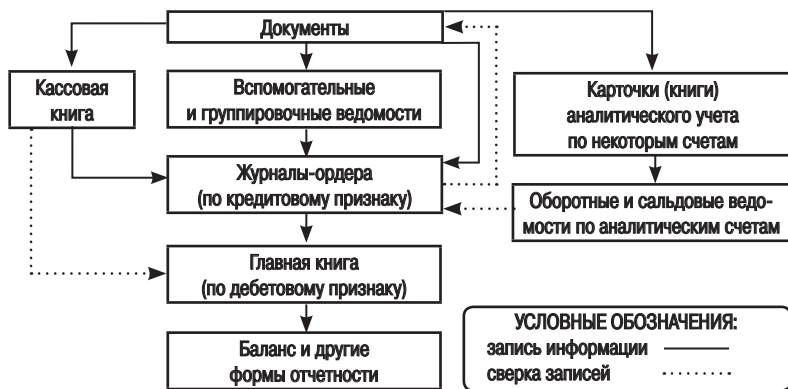 Документы
Кассовая
книга
Вспомогательные
и группировочные ведомости
Карточки (книги)
аналитического учета
по некоторым счетам
Журналы-ордера
(по кредитовому признаку)
Оборотные и сальдовые ведо-
мости по аналитическим счетам
Главная книга
(по дебетовому признаку)
Баланс и другие
формы отчетности
УСЛОВНЫЕ ОБОЗНАЧЕНИЯ:
запись информации
сверка записей